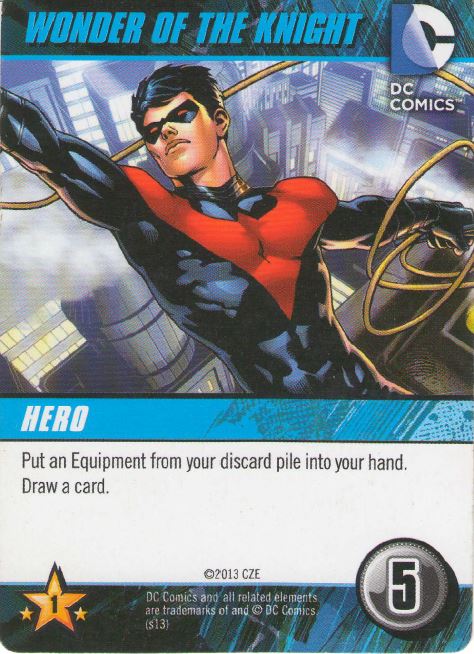 WONDER OF THE KNIGHT
DC
COMICS™
HERO
Put an Equipment from your discard pile into your hand.
Draw a card.
©2013 CZE
1
DC Comics and all related elements
are trademarks of and © DC Comics.
(s13)
5